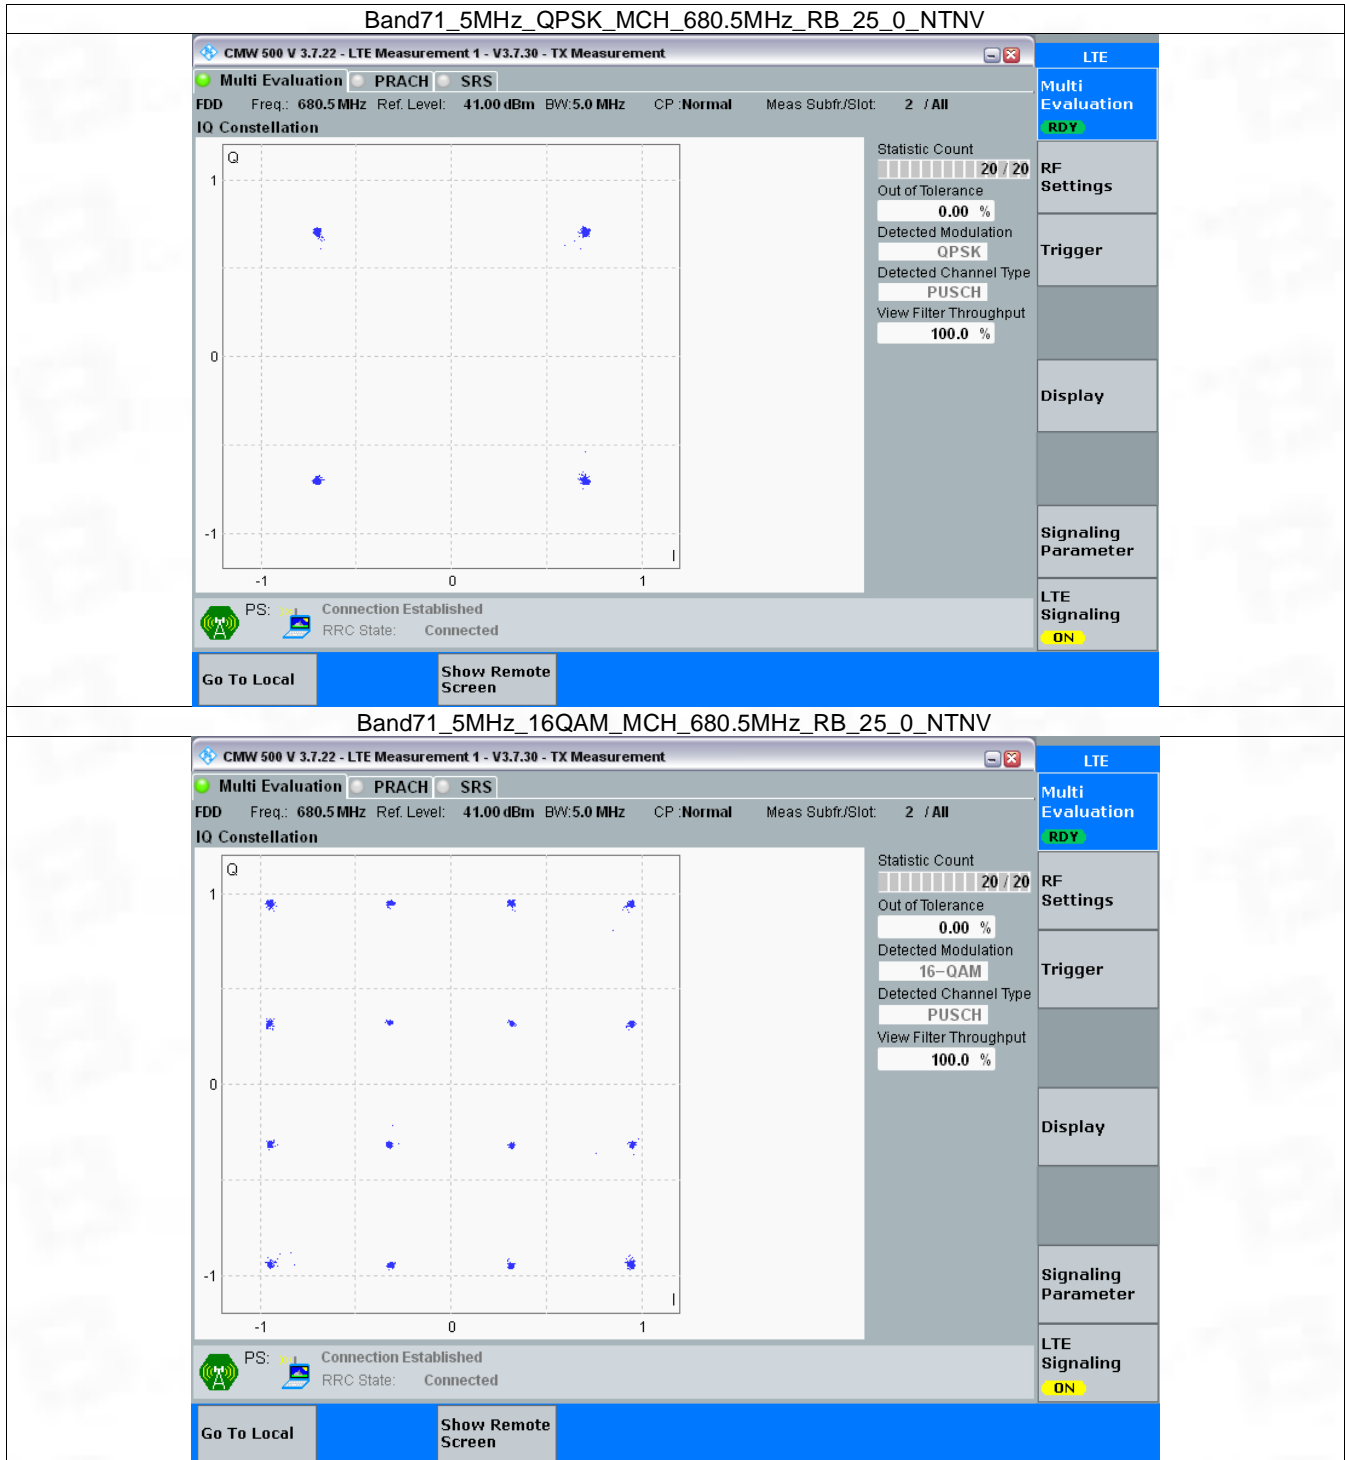 Band71_5MHz_QPSK_MCH_680.5MHz_RB_25_0_NTNV
CMW 500 V 3.7.22 - LTE Measurement 1 - V3.7.30 - TX Measurement
LTE
Multi Evaluation PRACH SRS
FDD Freq.: 680.5 MHz Ref. Level: 41.00 dBm BW: 5.0 MHz CP : Normal Meas Subfr./Slot: 2 / All
IQ Constellation
Q
1
0
-1
I
-1 0 1
Statistic Count
20 / 20
Out of Tolerance
0.00 %
Detected Modulation
QPSK
Detected Channel Type
PUSCH
View Filter Throughput
100.0 %
Multi
Evaluation
RDY
RF
Settings
Trigger
Display
Signaling
Parameter
LTE
Signaling
ON
PS: Connection Established
RRC State: Connected
Go To Local
Show Remote
Screen
Band71_5MHz_16QAM_MCH_680.5MHz_RB_25_0_NTNV
CMW 500 V 3.7.22 - LTE Measurement 1 - V3.7.30 - TX Measurement
LTE
Multi Evaluation PRACH SRS
FDD Freq.: 680.5 MHz Ref. Level: 41.00 dBm BW: 5.0 MHz CP : Normal Meas Subfr./Slot: 2 / All
IQ Constellation
Q
1
0
-1
I
-1 0 1
Statistic Count
20 / 20
Out of Tolerance
0.00 %
Detected Modulation
16-QAM
Detected Channel Type
PUSCH
View Filter Throughput
100.0 %
Multi
Evaluation
RDY
RF
Settings
Trigger
Display
Signaling
Parameter
LTE
Signaling
ON
PS: Connection Established
RRC State: Connected
Go To Local
Show Remote
Screen